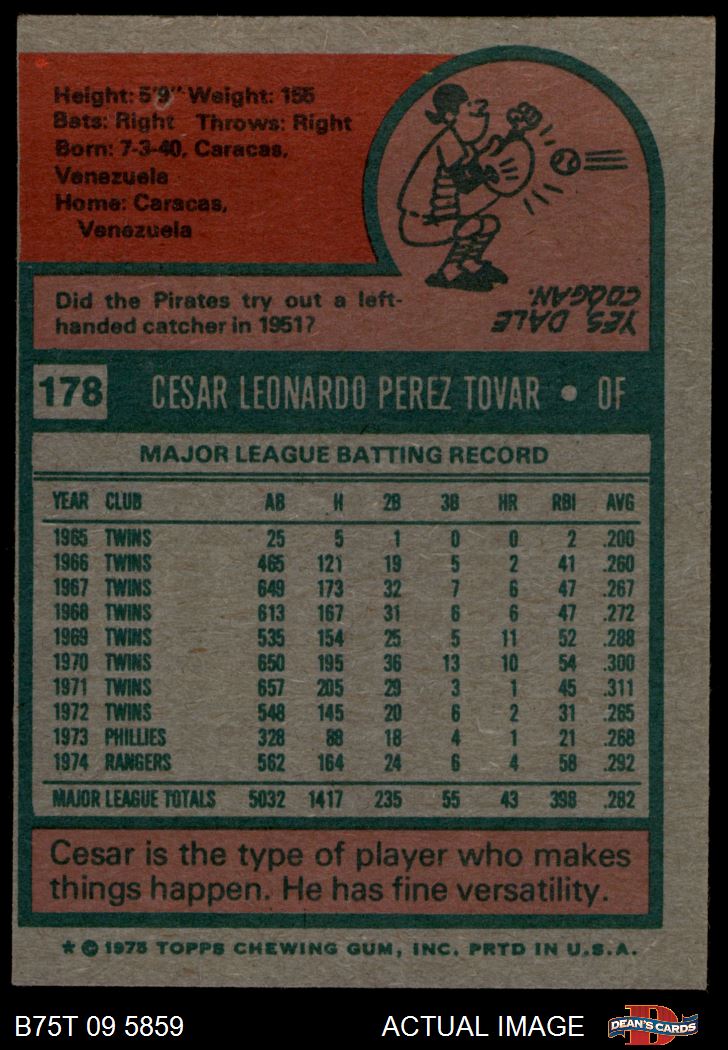 Height: 5'9" Weight: 155
Bats: Right Throws: Right
Born: 7-3-40, Caracas,
Venezuela
Home: Caracas,
Venezuela
Did the Pirates try out a left-
handed catcher in 1951?
YES DALE
COOGAN.
178 CESAR LEONARDO PEREZ TOVAR • OF
MAJOR LEAGUE BATTING RECORD
YEAR CLUB AB H 2B 3B HR RBI AVG
1965 TWINS 25 5 1 0 0 2 .200
1966 TWINS 465 121 19 5 2 41 .260
1967 TWINS 649 173 32 7 6 47 .267
1968 TWINS 613 167 31 6 6 47 .272
1969 TWINS 535 154 25 5 11 52 .288
1970 TWINS 650 195 36 13 10 54 .300
1971 TWINS 657 205 29 3 1 45 .311
1972 TWINS 548 145 20 6 2 31 .265
1973 PHILLIES 328 88 18 4 1 21 .268
1974 RANGERS 562 164 24 6 4 58 .292
MAJOR LEAGUE TOTALS 5032 1417 235 55 43 398 .282
Cesar is the type of player who makes
things happen. He has fine versatility.
* © 1975 TOPPS CHEWING GUM, INC. PRTD IN U.S.A.
B75T 09 5859 ACTUAL IMAGE D DEAN'S CARDS